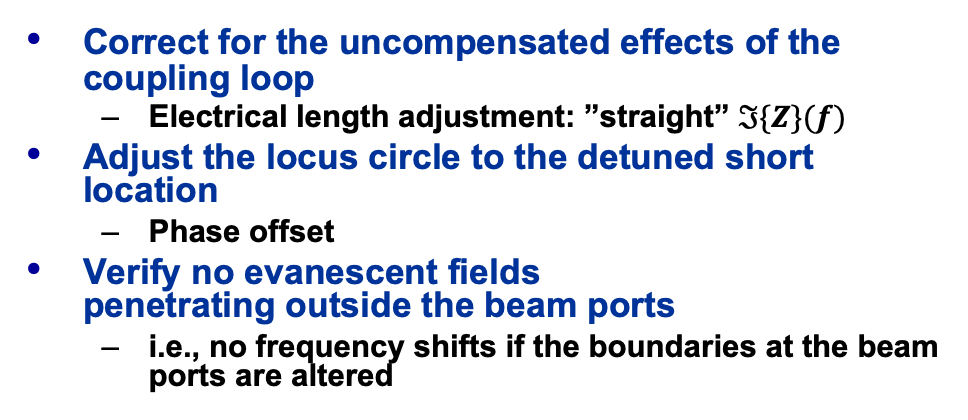 • Correct for the uncompensated effects of the
coupling loop
– Electrical length adjustment: ”straight” ℑ{𝒁}(𝒇)
• Adjust the locus circle to the detuned short
location
– Phase offset
• Verify no evanescent fields
penetrating outside the beam ports
– i.e., no frequency shifts if the boundaries at the beam
ports are altered